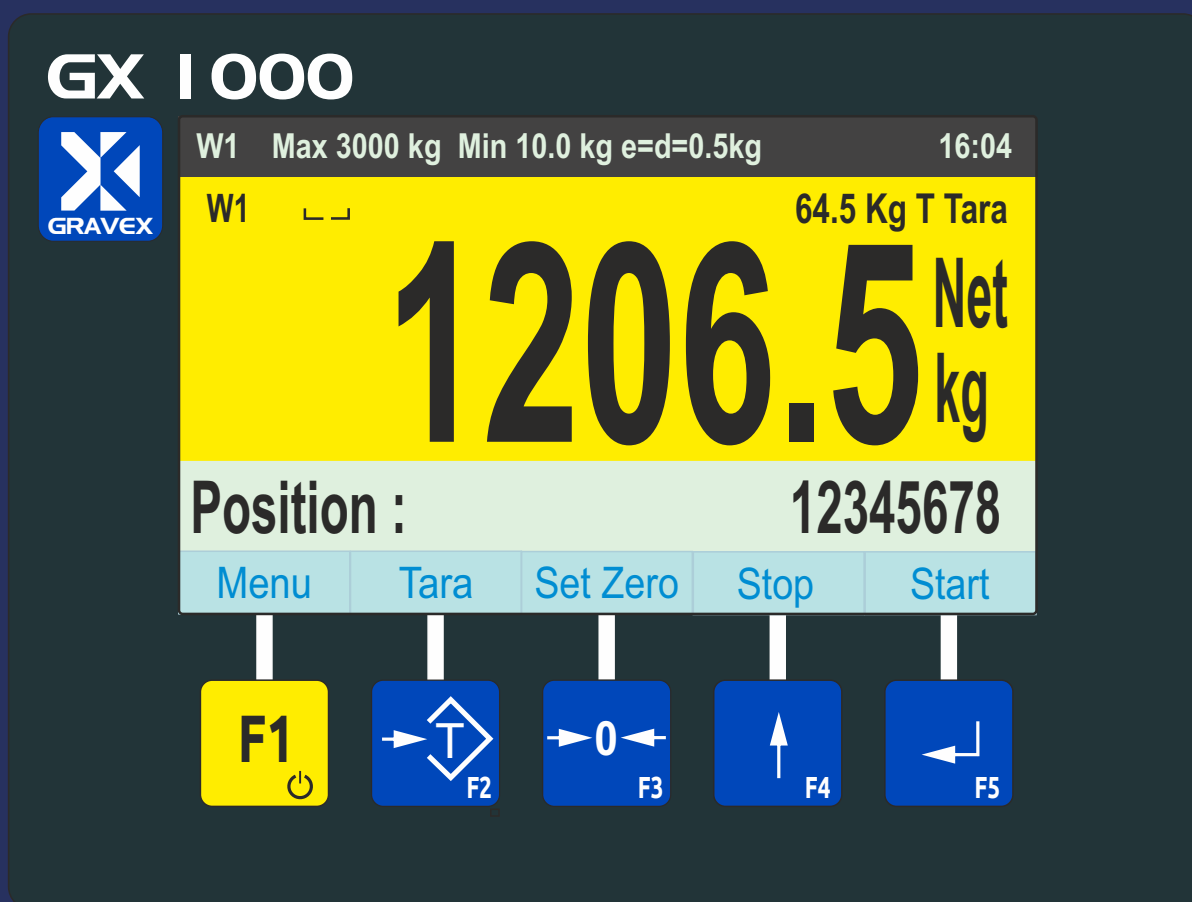 GX 1000
GRAVEX
W1 Max 3000 kg Min 10.0 kg e=d=0.5kg 16:04
W1 64.5 Kg T Tara
1206.5 Net kg
Position : 12345678
Menu Tara Set Zero Stop Start
F1 T F2 0 F3 F4 F5